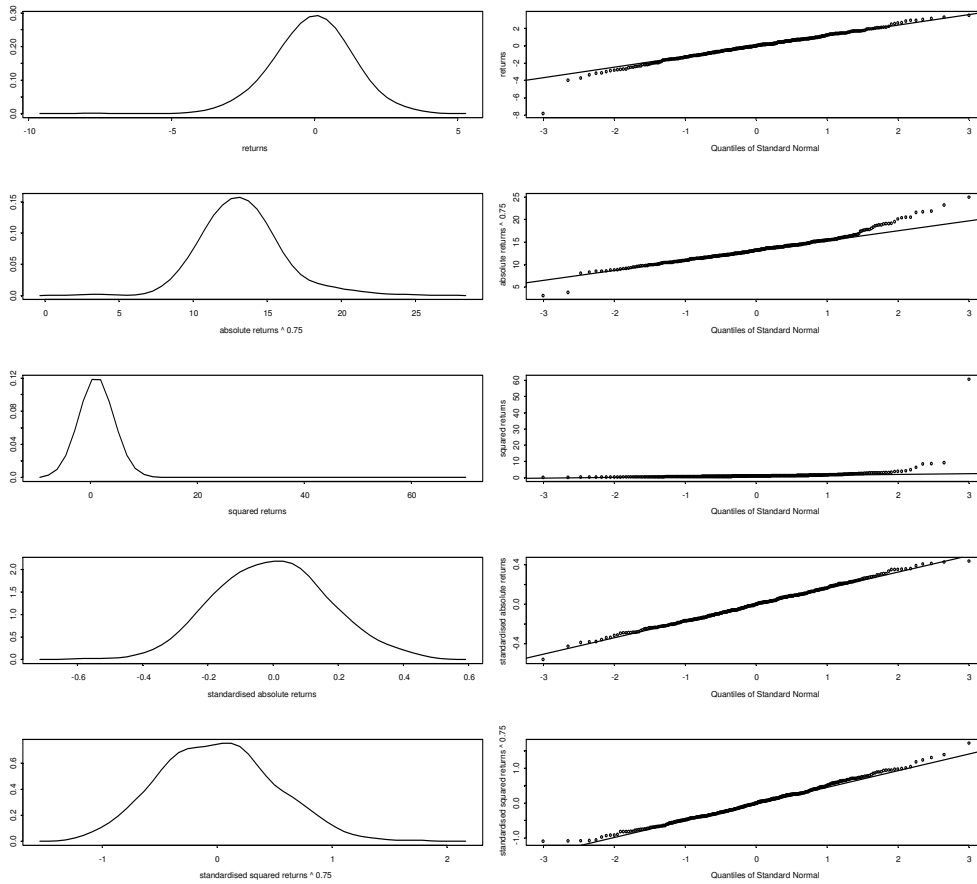 0.0 0.10 0.20 0.30
-10 -5 0 5
returns
returns
-8 -6 -4 -2 0 2
-3 -2 -1 0 1 2 3
Quantiles of Standard Normal
0.0 0.05 0.10 0.15
0 5 10 15 20 25
absolute returns ^ 0.75
absolute returns ^ 0.75
5 10 15 20 25
-3 -2 -1 0 1 2 3
Quantiles of Standard Normal
0.0 0.04 0.08 0.12
0 20 40 60
squared returns
squared returns
0 10 20 30 40 50 60
-3 -2 -1 0 1 2 3
Quantiles of Standard Normal
0.0 0.5 1.0 1.5 2.0
-0.6 -0.4 -0.2 0.0 0.2 0.4 0.6
standardised absolute returns
standardised absolute returns
-0.4 0.0 0.4
-3 -2 -1 0 1 2 3
Quantiles of Standard Normal
0.0 0.2 0.4 0.6
-1 0 1 2
standardised squared returns ^ 0.75
standardised squared returns ^ 0.75
-1.0 0.0 1.0
-3 -2 -1 0 1 2 3
Quantiles of Standard Normal